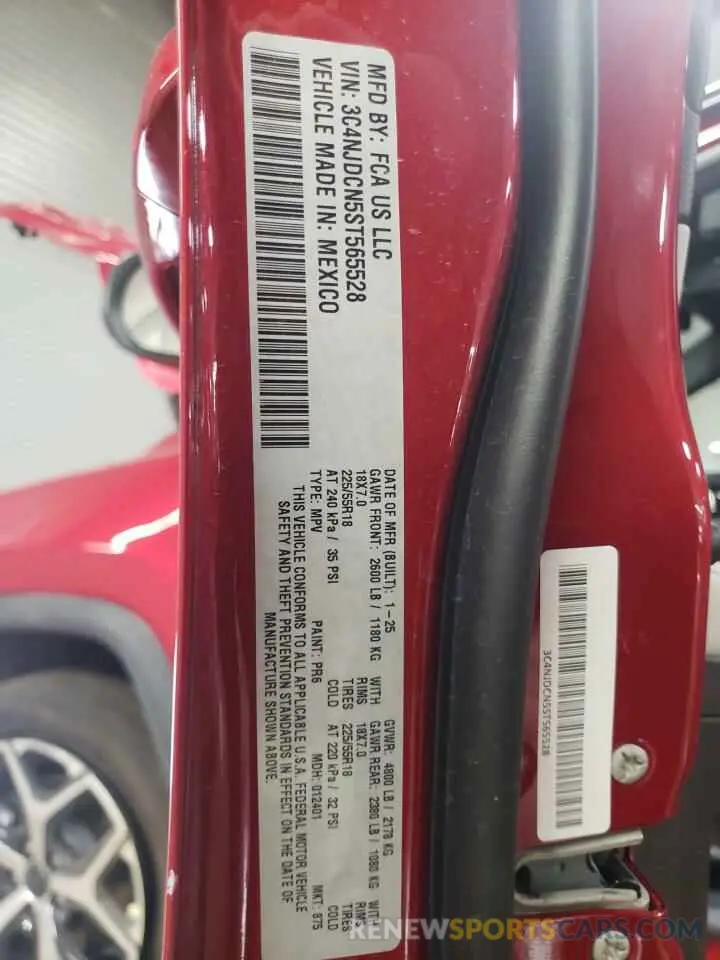 MFD BY: FCA US LLC
VIN: 3C4NJDCN5ST565528
VEHICLE MADE IN: MEXICO
DATE OF MFR (BUILT): 1-25 GVWR: 4800 LB / 2178 KG
GAWR FRONT: 2600 LB / 1180 KG WITH GAWR REAR: 2380 LB / 1080 KG WITH
18X7.0 RIMS 18X7.0 RIMS
225/55R18 TIRES 225/55R18 TIRES
AT 240 kPa / 35 PSI COLD AT 220 kPa / 32 PSI COLD
TYPE: MPV PAINT: PR6 MDH: 012401 MKT: 875
THIS VEHICLE CONFORMS TO ALL APPLICABLE U.S.A. FEDERAL MOTOR VEHICLE
SAFETY AND THEFT PREVENTION STANDARDS IN EFFECT ON THE DATE OF
MANUFACTURE SHOWN ABOVE.
3C4NJDCN5ST565528
RENEWSPORTSCARS.COM